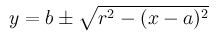 y = b ± √(r² − (x − a)²)